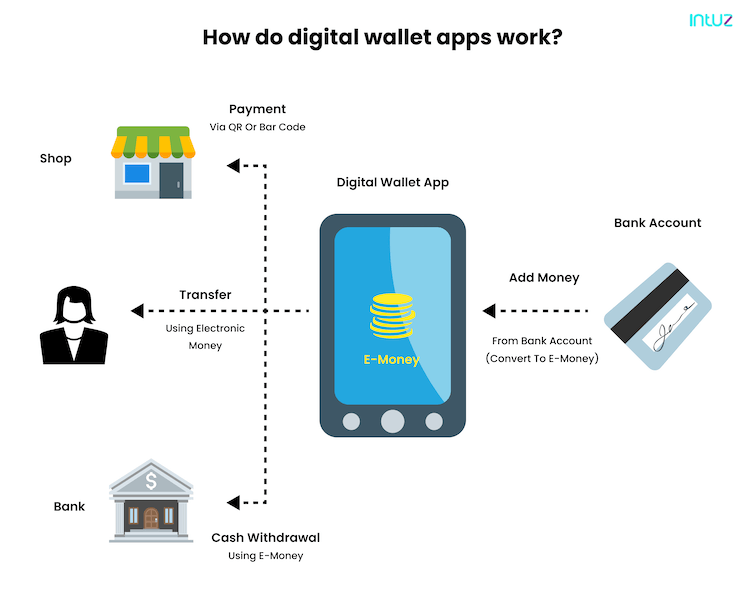 INTUZ
How do digital wallet apps work?
Payment
Via QR Or Bar Code
Shop
Digital Wallet App
Bank Account
Transfer
Using Electronic
Money
Add Money
From Bank Account
(Convert To E-Money)
E-Money
$
Bank
Cash Withdrawal
Using E-Money